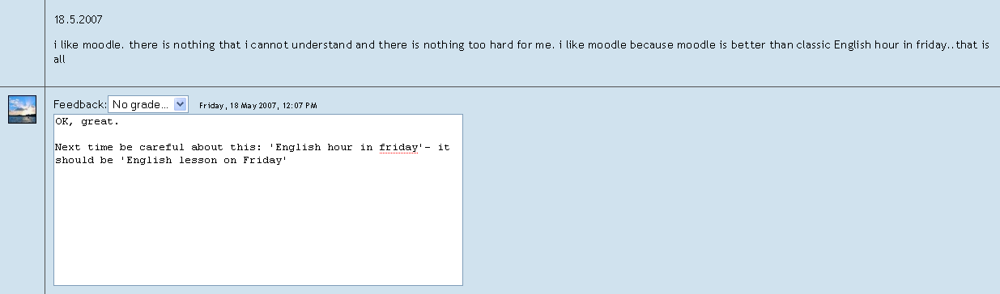 18.5.2007
i like moodle. there is nothing that i cannot understand and there is nothing too hard for me. i like moodle because moodle is better than classic English hour in friday..that is
all
Feedback: No grade... Friday, 18 May 2007, 12:07 PM
OK, great.
Next time be careful about this: 'English hour in friday'- it
should be 'English lesson on Friday'